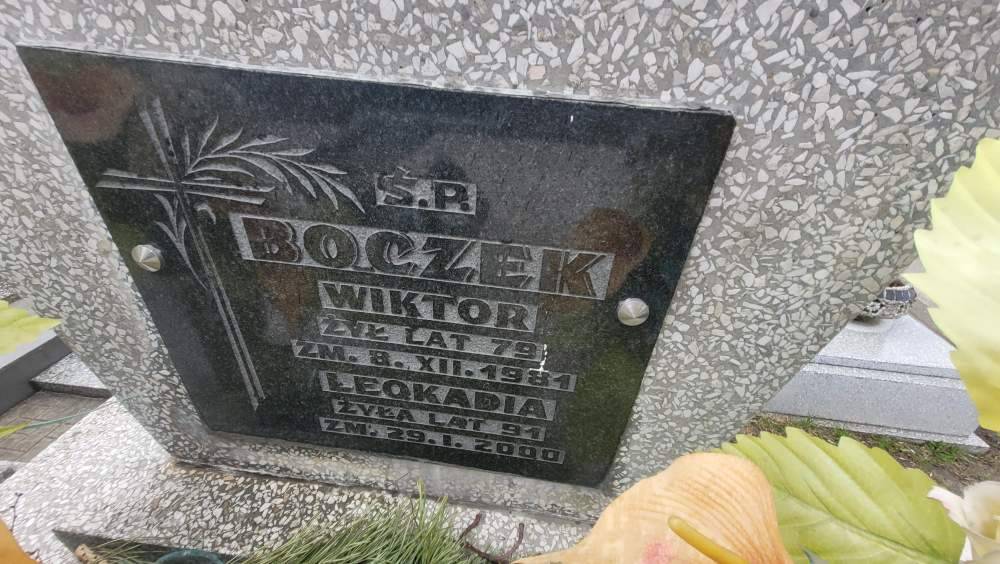 Ś.P.
BOCZEK
WIKTOR
ŻYŁ LAT 79
ZM. 8. XII. 1981
LEOKADIA
ŻYŁA LAT 91
ZM. 29. I. 2000